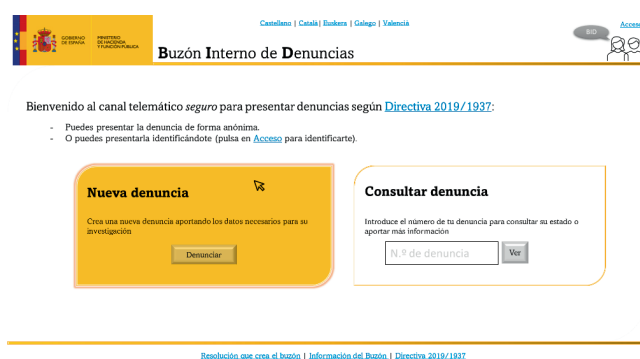 Castellano | Català | Euskera | Galego | Valencià
Acceso
GOBIERNO DE ESPAÑA
MINISTERIO DE HACIENDA Y FUNCIÓN PÚBLICA
BID
Buzón Interno de Denuncias
Bienvenido al canal telemático seguro para presentar denuncias según Directiva 2019/1937:
- Puedes presentar la denuncia de forma anónima.
- O puedes presentarla identificándote (pulsa en Acceso para identificarte).
Nueva denuncia
Crea una nueva denuncia aportando los datos necesarios para su
investigación
Denunciar
Consultar denuncia
Introduce el número de tu denuncia para consultar su estado o
aportar más información
N.º de denuncia
Ver
Resolución que crea el buzón | Información del Buzón | Directiva 2019/1937